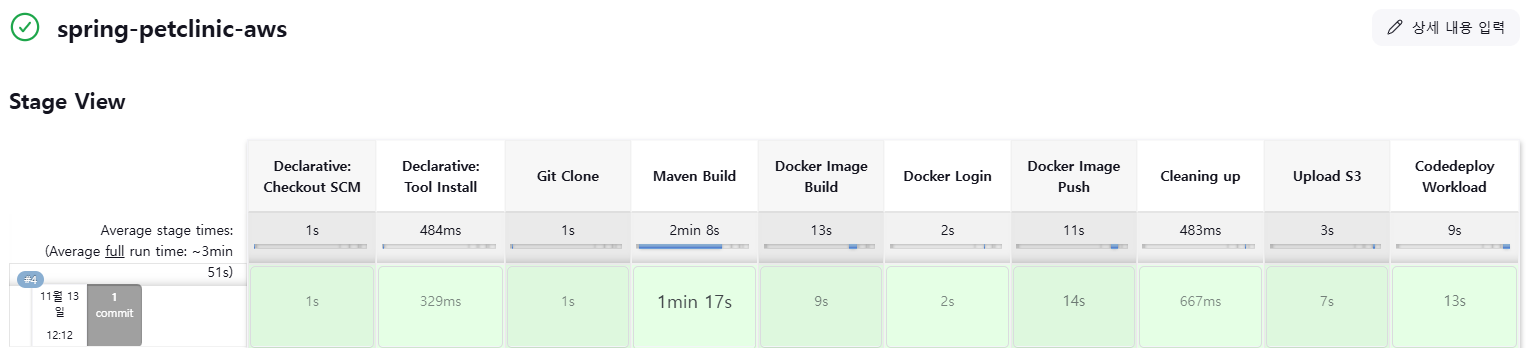 spring-petclinic-aws
상세 내용 입력
Stage View
Declarative:
Checkout SCM
Declarative:
Tool Install
Git Clone
Maven Build
Docker Image
Build
Docker Login
Docker Image
Push
Cleaning up
Upload S3
Codedeploy
Workload
Average stage times:
(Average full run time: ~3min
51s)
1s
484ms
1s
2min 8s
13s
2s
11s
483ms
3s
9s
#4
11월 13
일
12:12
1
commit
1s
329ms
1s
1min 17s
9s
2s
14s
667ms
7s
13s